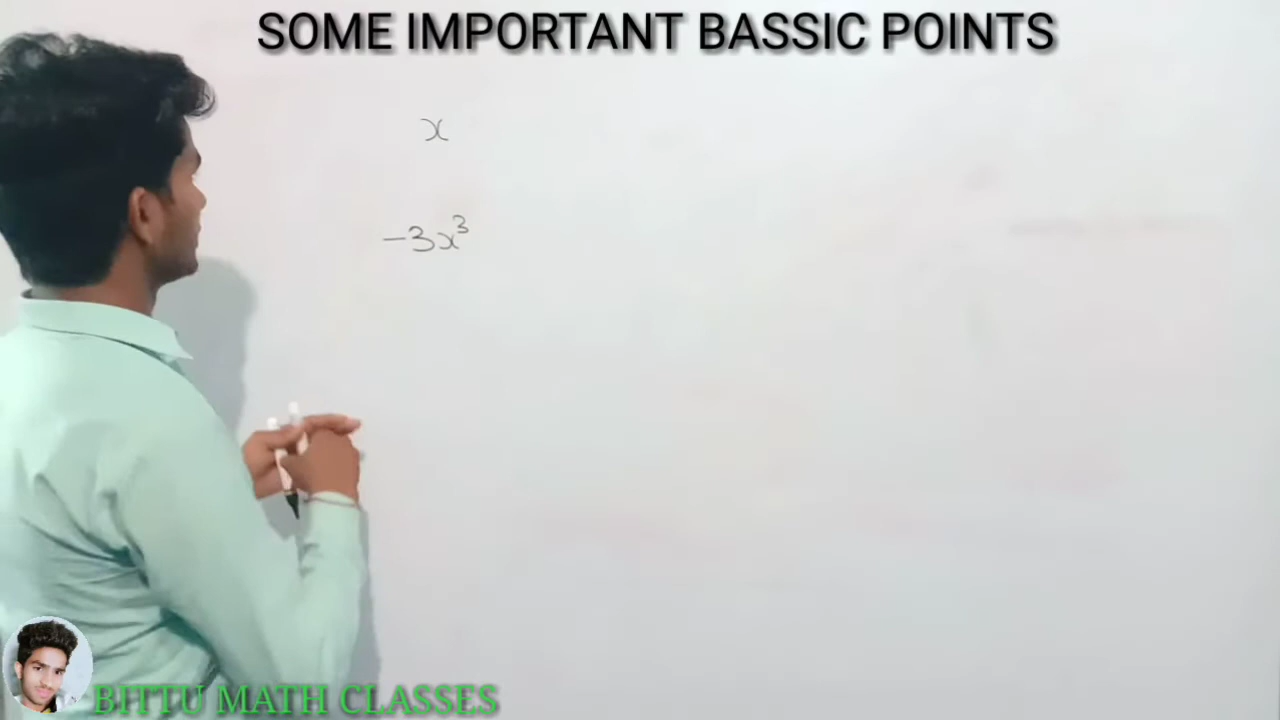 SOME IMPORTANT BASSIC POINTS
x
-3x³
BITTU MATH CLASSES